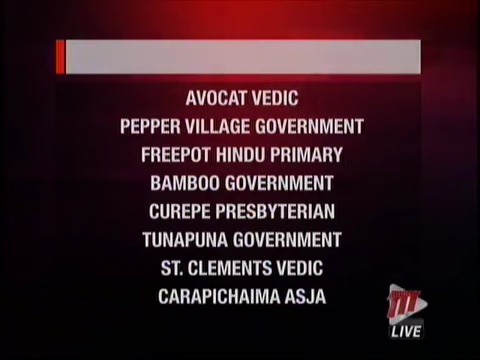 AVOCAT VEDIC
PEPPER VILLAGE GOVERNMENT
FREEPOT HINDU PRIMARY
BAMBOO GOVERNMENT
CUREPE PRESBYTERIAN
TUNAPUNA GOVERNMENT
ST. CLEMENTS VEDIC
CARAPICHAIMA ASJA
LIVE